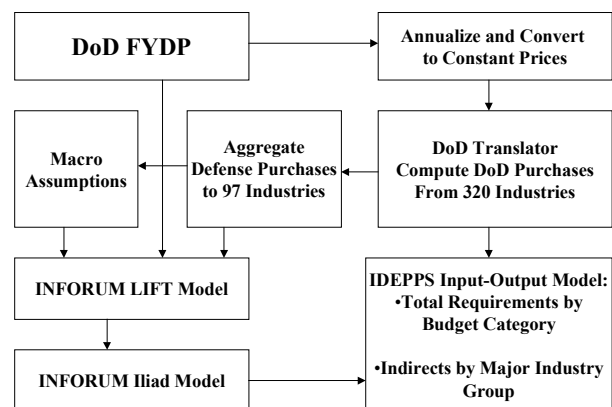 DoD FYDP
Annualize and Convert
to Constant Prices
Macro
Assumptions
Aggregate
Defense Purchases
to 97 Industries
DoD Translator
Compute DoD Purchases
From 320 Industries
INFORUM LIFT Model
IDEPPS Input-Output Model:
•Total Requirements by
Budget Category
•Indirects by Major Industry
Group
INFORUM Iliad Model